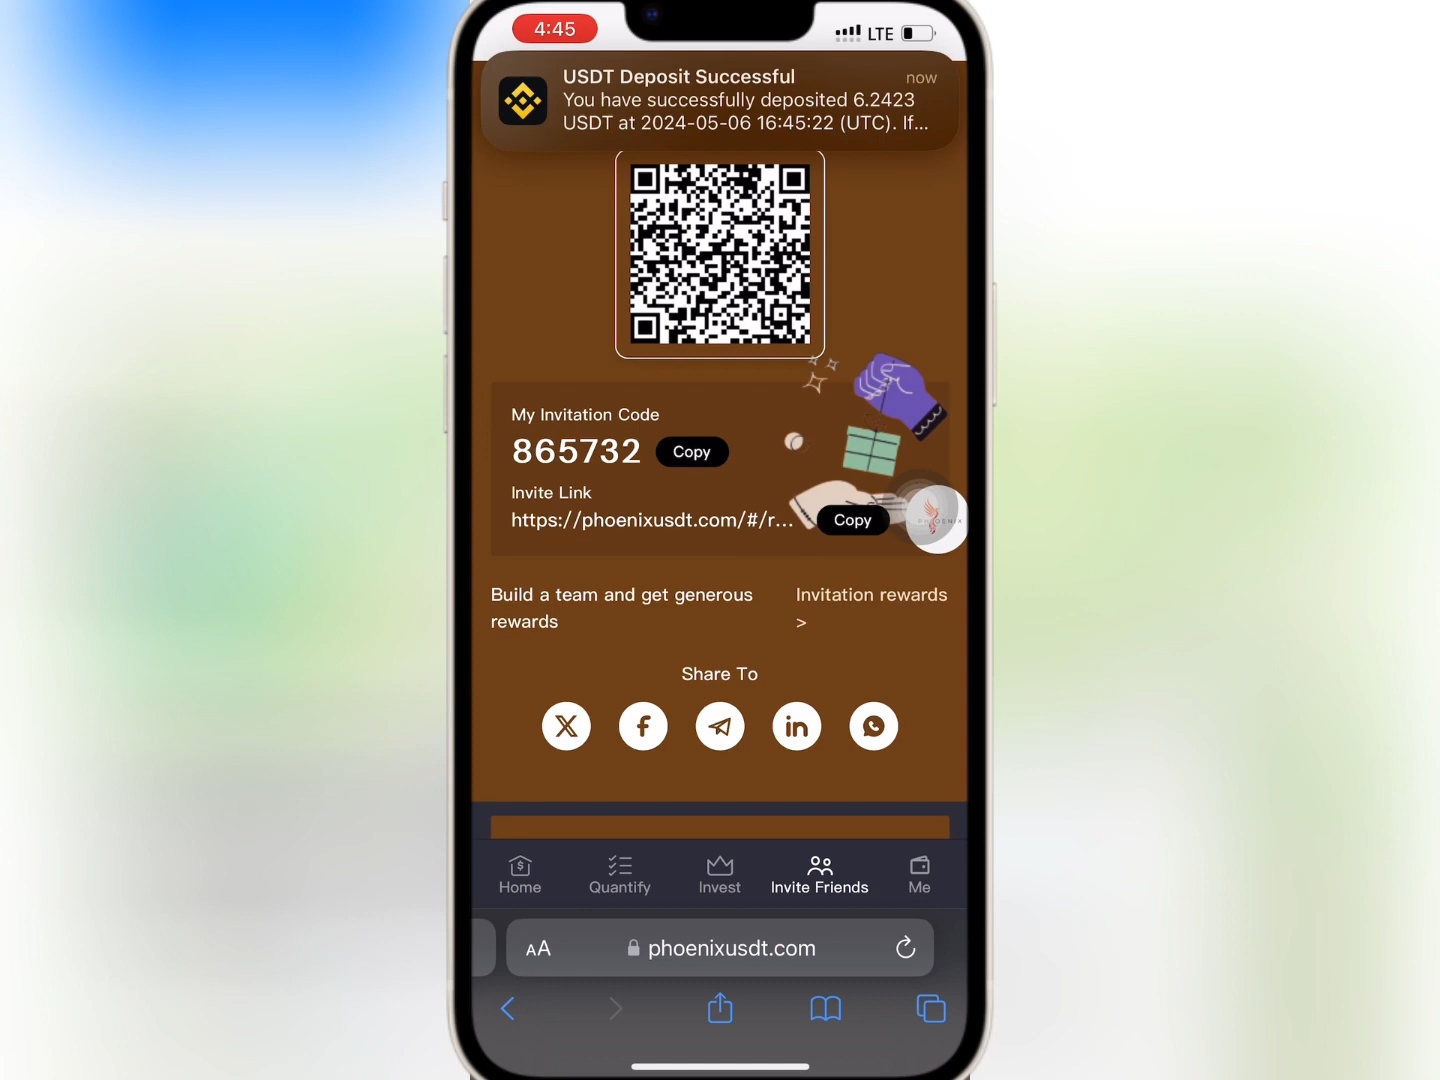 4:45
LTE
USDT Deposit Successful
now
You have successfully deposited 6.2423
USDT at 2024-05-06 16:45:22 (UTC). If...
My Invitation Code
865732
Copy
Invite Link
https://phoenixusdt.com/#/r...
Copy
PHOENIX
Build a team and get generous
rewards
Invitation rewards
>
Share To
Home
Quantify
Invest
Invite Friends
Me
AA
phoenixusdt.com